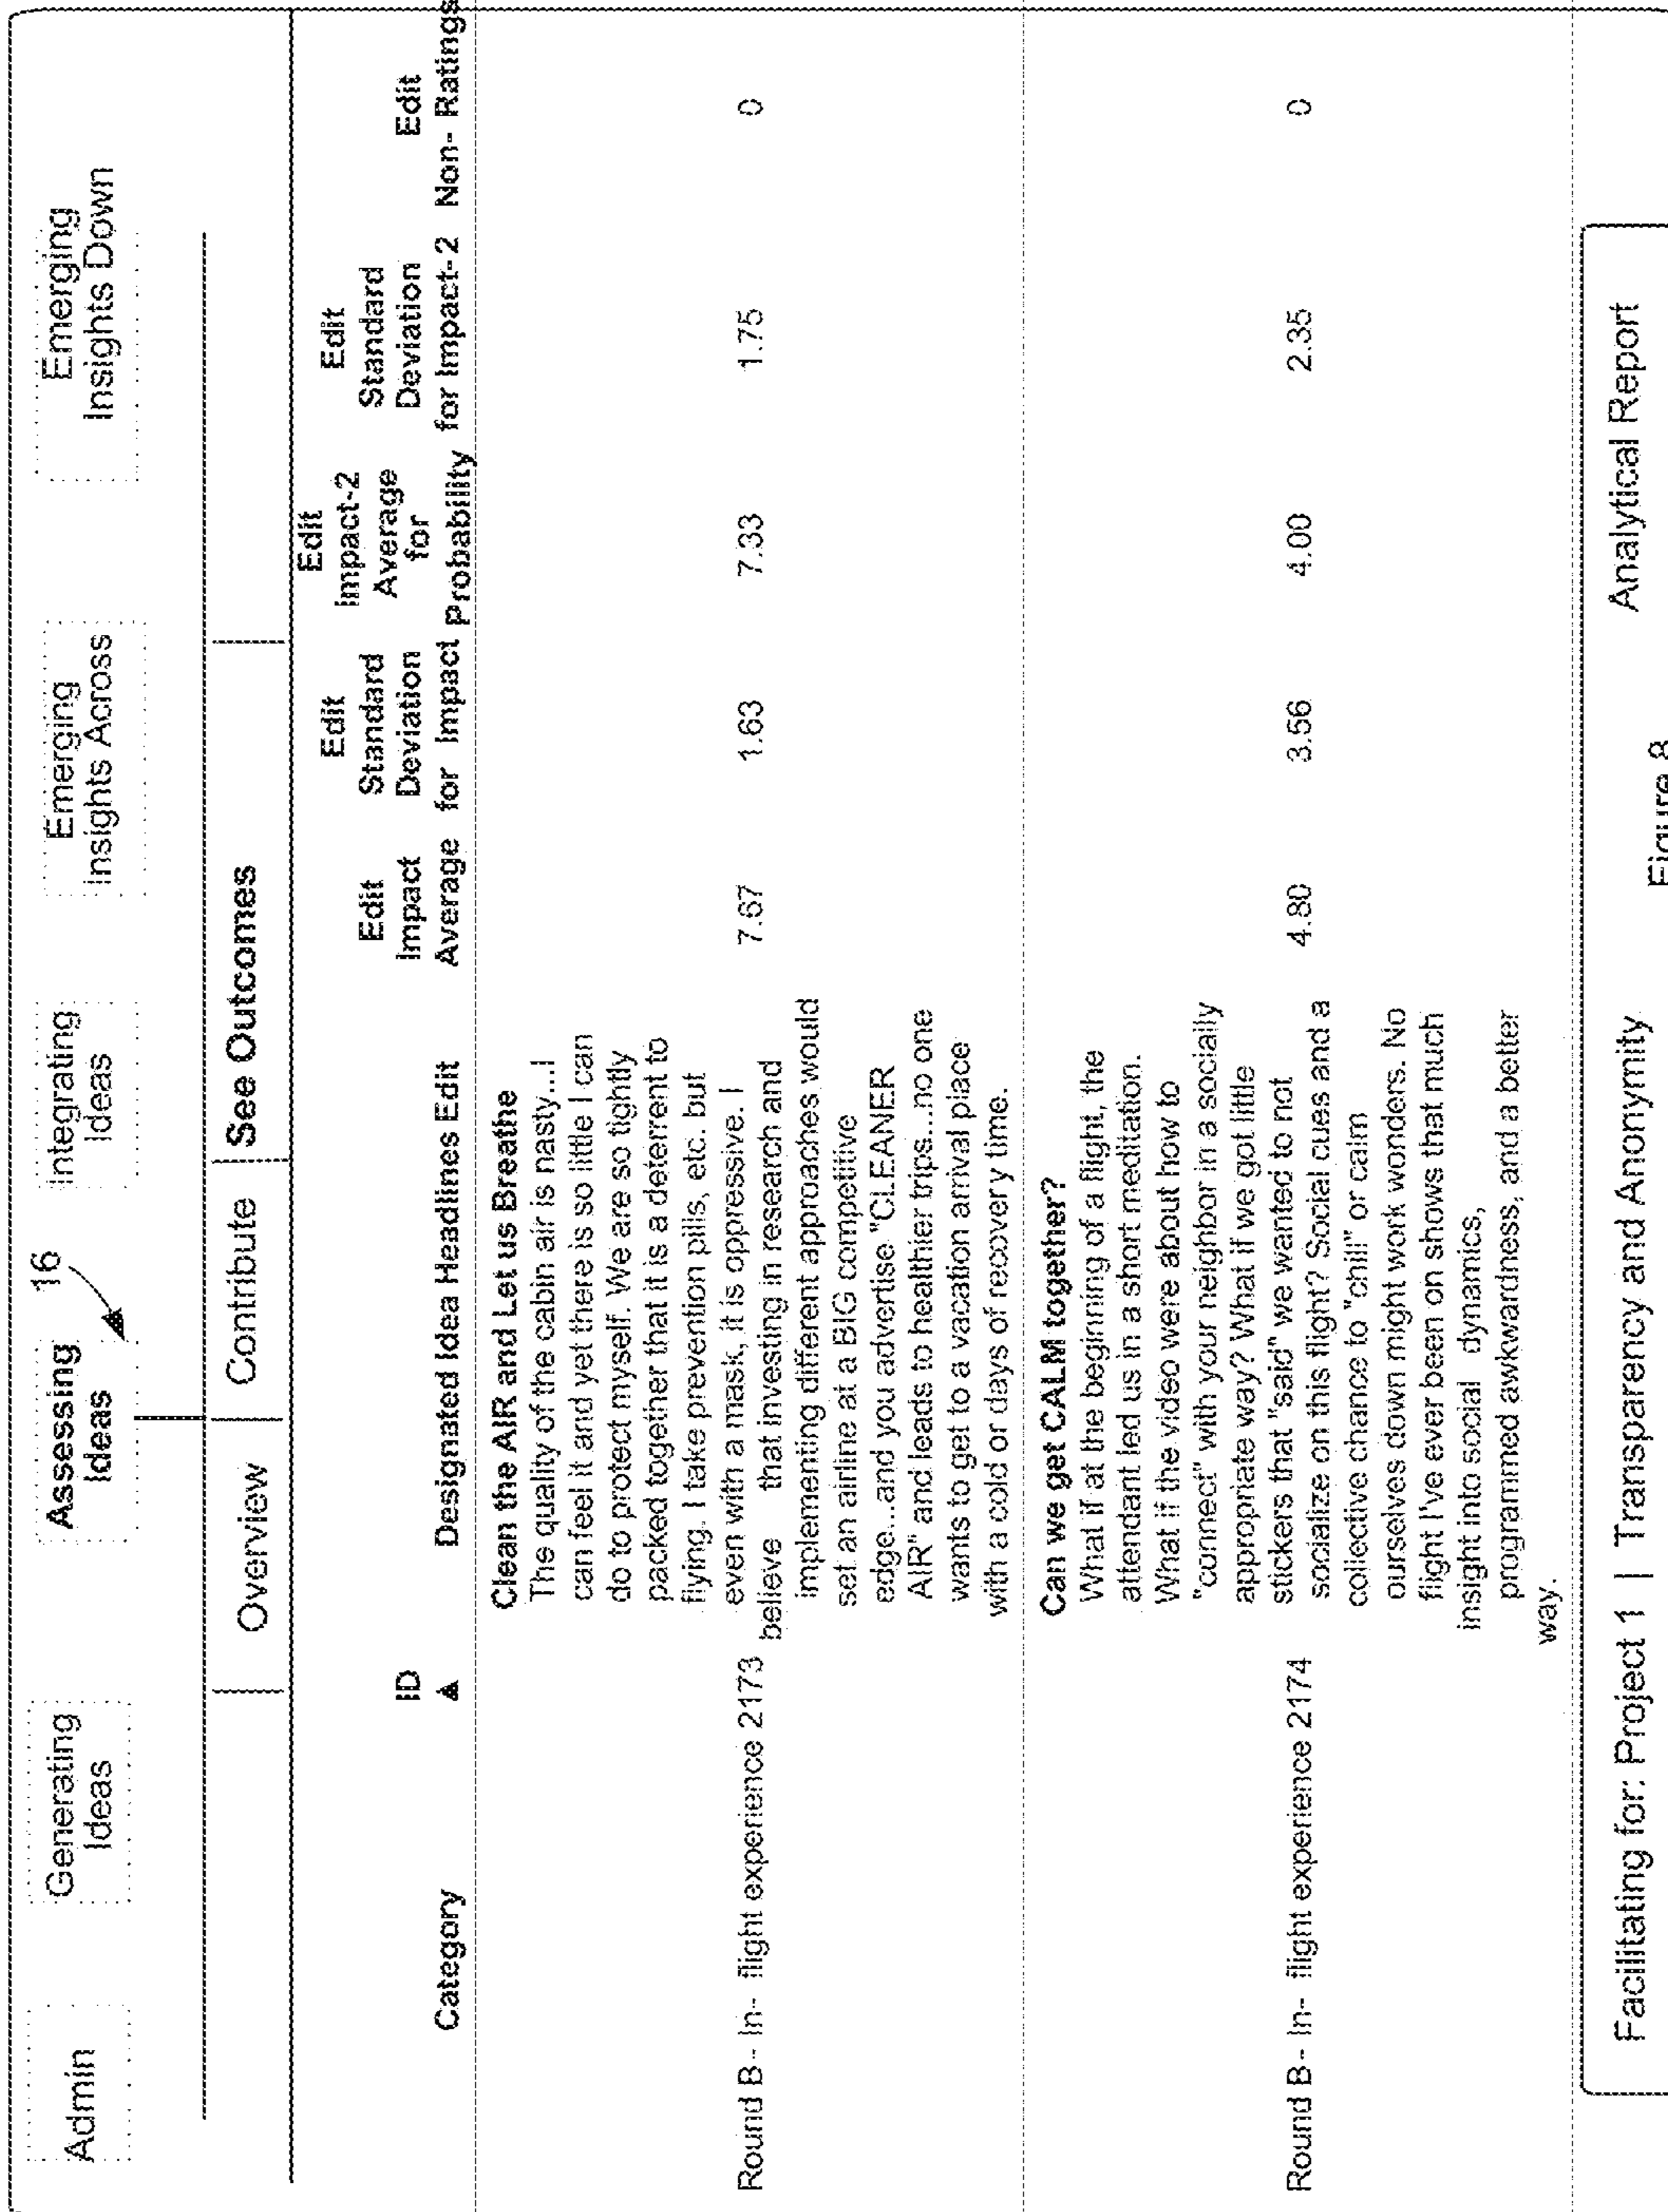 Admin
Generating
Ideas
Assessing
Ideas
16
Integrating
Ideas
Emerging
Insights Across
Emerging
Insights Down
Overview
Contribute
See Outcomes
Category
ID
▲
Designated Idea Headlines Edit
Edit
Impact
Average
Edit
Standard
Deviation
for Impact
Edit
Impact-2
Average
for
Probability
Edit
Standard
Deviation
for Impact-2
Edit
Non- Ratings
Round B-- In-- flight experience 2173
Clean the AIR and Let us Breathe
The quality of the cabin air is nasty...I
can feel it and yet there is so little I can
do to protect myself. We are so tightly
packed together that it is a deterrent to
flying. I take prevention pills, etc. but
even with a mask, it is oppressive. I
believe that investing in research and
implementing different approaches would
set an airline at a BIG competitive
edge...and you advertise "CLEANER
AIR" and leads to healthier trips...no one
wants to get to a vacation arrival place
with a cold or days of recovery time.
7.67
1.63
7.33
1.75
0
Round B-- In-- flight experience 2174
Can we get CALM together?
What if at the beginning of a flight, the
attendant led us in a short meditation.
What if the video were about how to
"connect" with your neighbor in a socially
appropriate way? What if we got little
stickers that "said" we wanted to not
socialize on this flight? Social cues and a
collective chance to "chill" or calm
ourselves down might work wonders. No
flight I've ever been on shows that much
insight into social dynamics,
programmed awkwardness, and a better
way.
4.80
3.56
4.00
2.35
0
Facilitating for: Project 1 | Transparency and Anonymity
Analytical Report
Figure 8